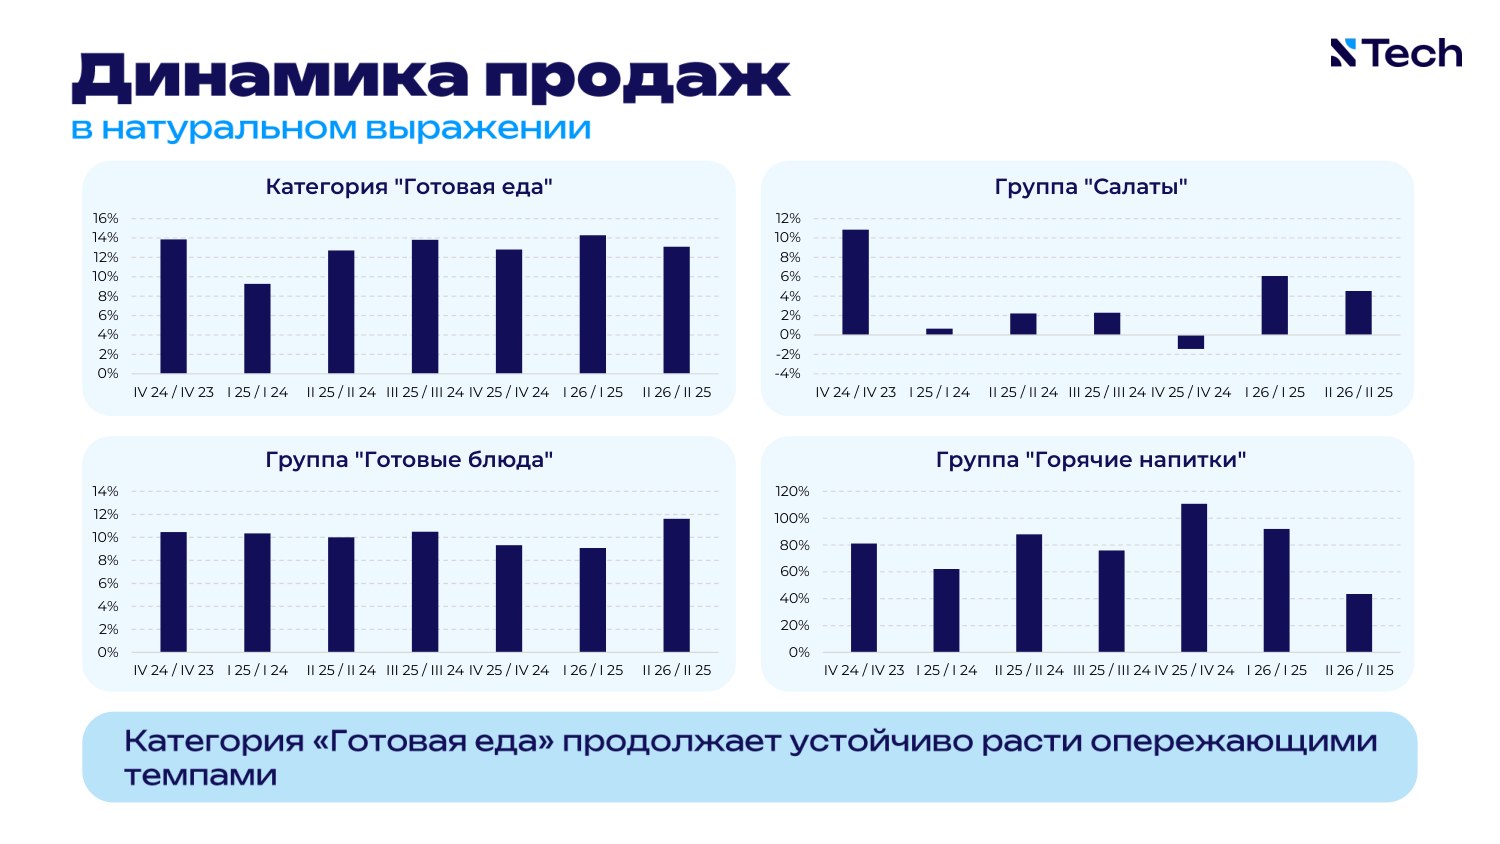 Динамика продаж
в натуральном выражении
Tech
Категория "Готовая еда"
16%
14%
12%
10%
8%
6%
4%
2%
0%
IV 24 / IV 23 I 25 / I 24 II 25 / II 24 III 25 / III 24 IV 25 / IV 24 I 26 / I 25 II 26 / II 25
Группа "Салаты"
12%
10%
8%
6%
4%
2%
0%
-2%
-4%
IV 24 / IV 23 I 25 / I 24 II 25 / II 24 III 25 / III 24 IV 25 / IV 24 I 26 / I 25 II 26 / II 25
Группа "Готовые блюда"
14%
12%
10%
8%
6%
4%
2%
0%
IV 24 / IV 23 I 25 / I 24 II 25 / II 24 III 25 / III 24 IV 25 / IV 24 I 26 / I 25 II 26 / II 25
Группа "Горячие напитки"
120%
100%
80%
60%
40%
20%
0%
IV 24 / IV 23 I 25 / I 24 II 25 / II 24 III 25 / III 24 IV 25 / IV 24 I 26 / I 25 II 26 / II 25
Категория «Готовая еда» продолжает устойчиво расти опережающими
темпами